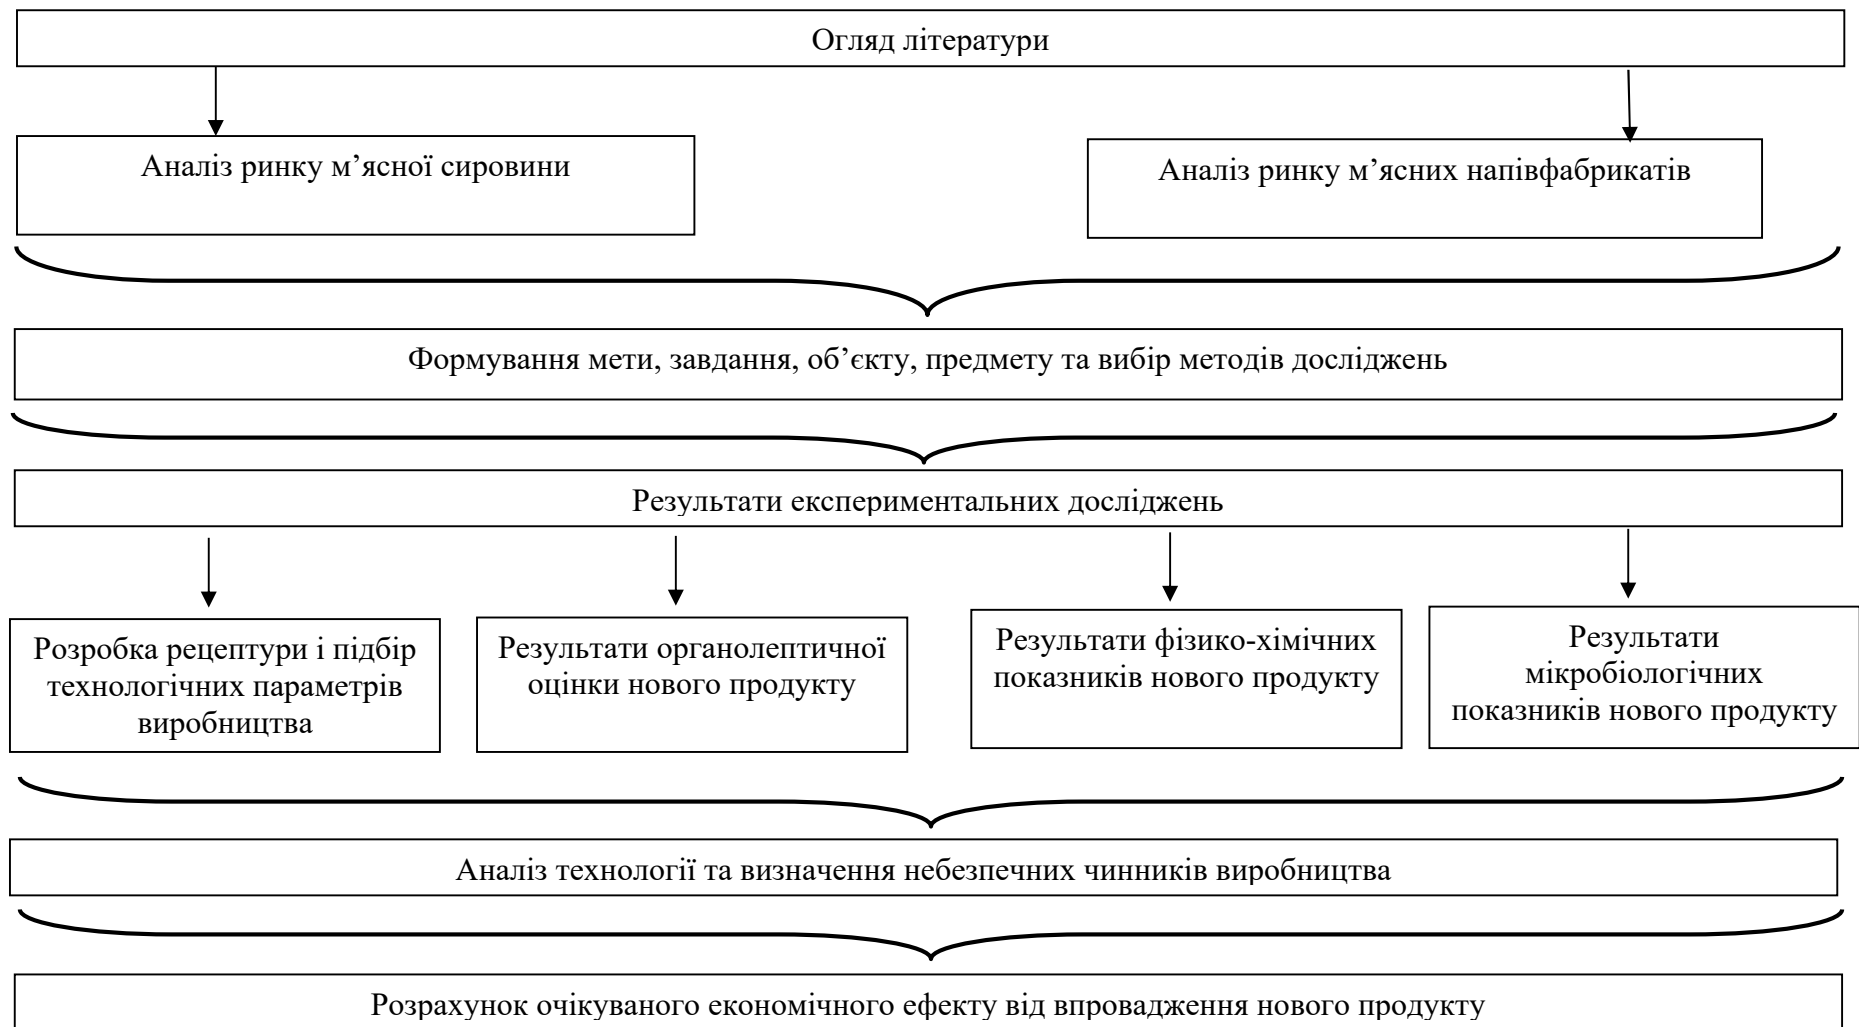 Огляд літератури
Аналіз ринку м’ясної сировини
Аналіз ринку м’ясних напівфабрикатів
Формування мети, завдання, об’єкту, предмету та вибір методів досліджень
Результати експериментальних досліджень
Розробка рецептури і підбір
технологічних параметрів
виробництва
Результати органолептичної
оцінки нового продукту
Результати фізико-хімічних
показників нового продукту
Результати
мікробіологічних
показників нового продукту
Аналіз технології та визначення небезпечних чинників виробництва
Розрахунок очікуваного економічного ефекту від впровадження нового продукту